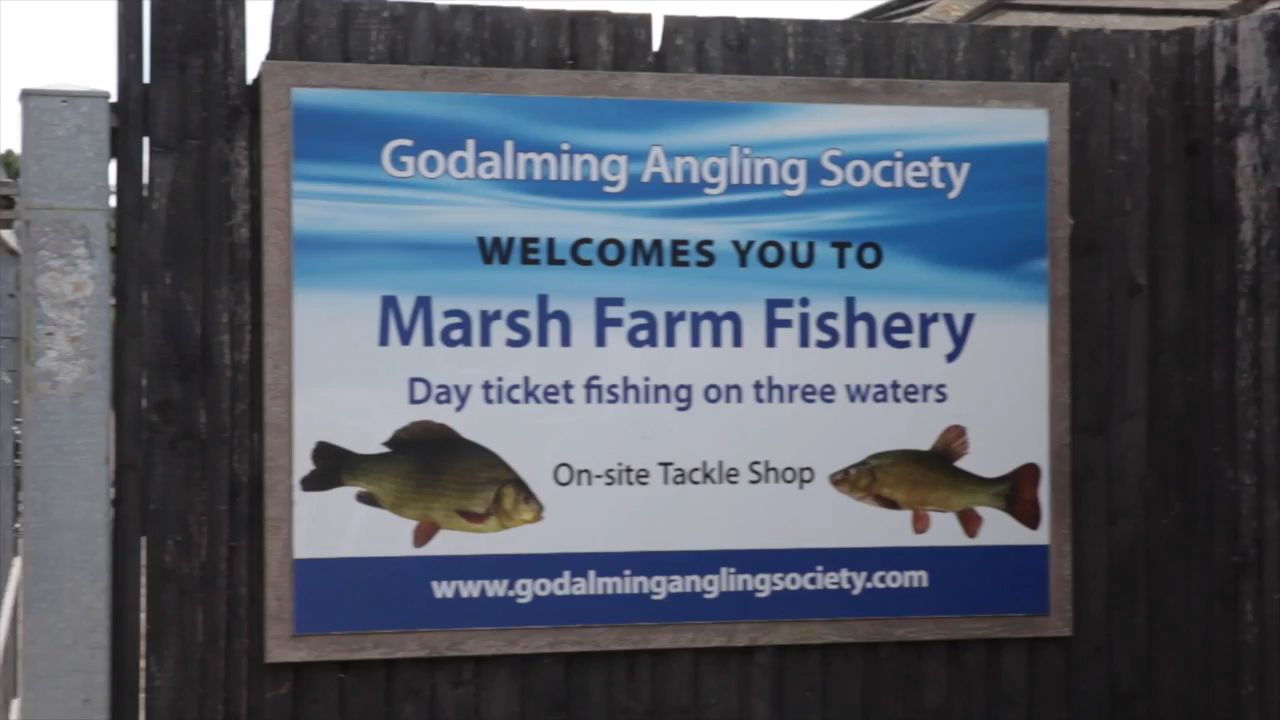 Godalming Angling Society
WELCOMES YOU TO
Marsh Farm Fishery
Day ticket fishing on three waters
On-site Tackle Shop
www.godalminganglingsociety.com